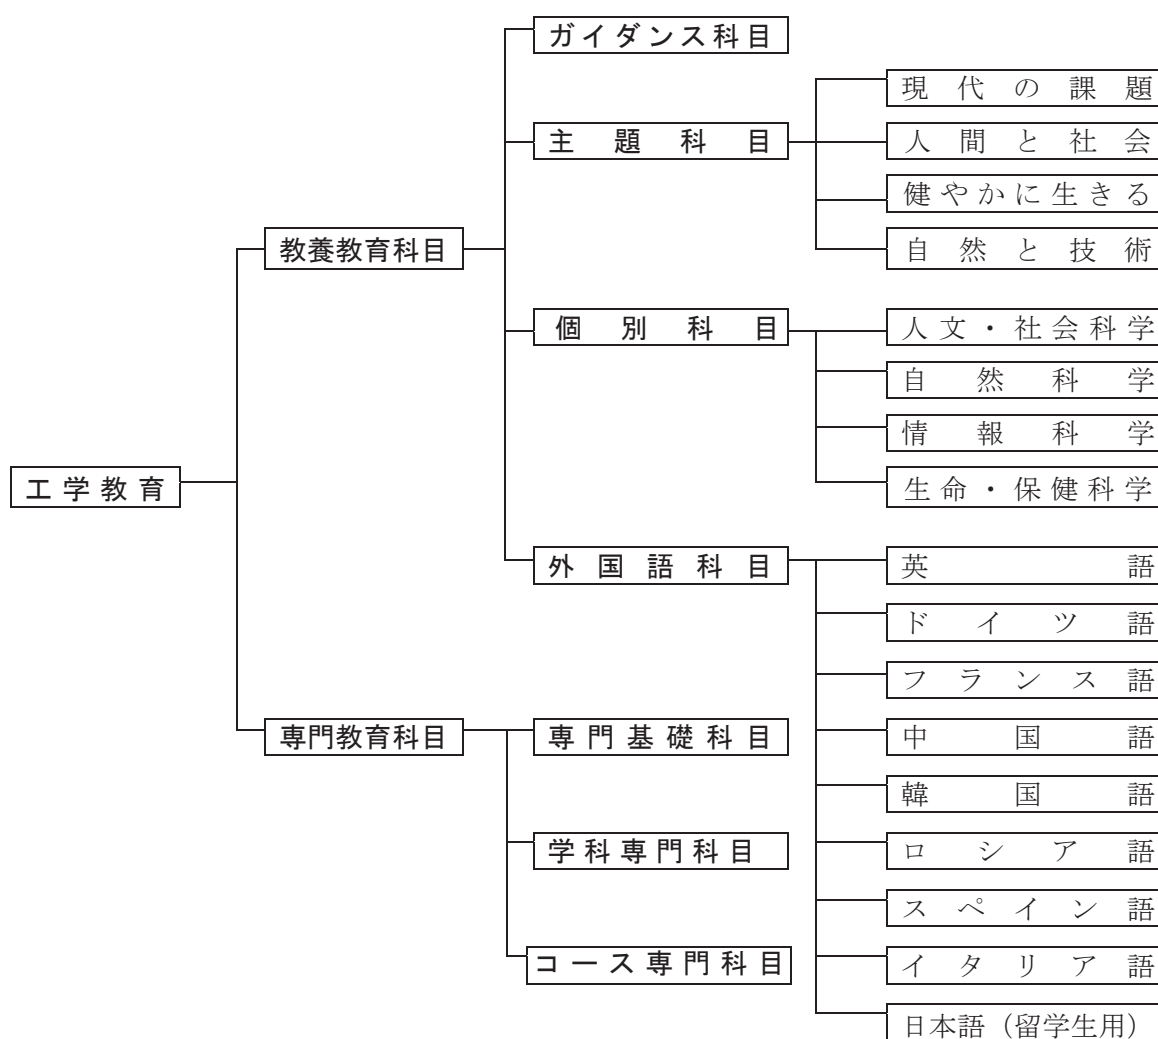 ガイダンス科目
現代の課題
主題科目
人間と社会
健やかに生きる
教養教育科目
自然と技術
個別科目
人文・社会科学
自然科学
情報科学
工学教育
生命・保健科学
外国語科目
英語
ドイツ語
フランス語
専門教育科目
専門基礎科目
中国語
韓国語
学科専門科目
ロシア語
スペイン語
コース専門科目
イタリア語
日本語（留学生用）